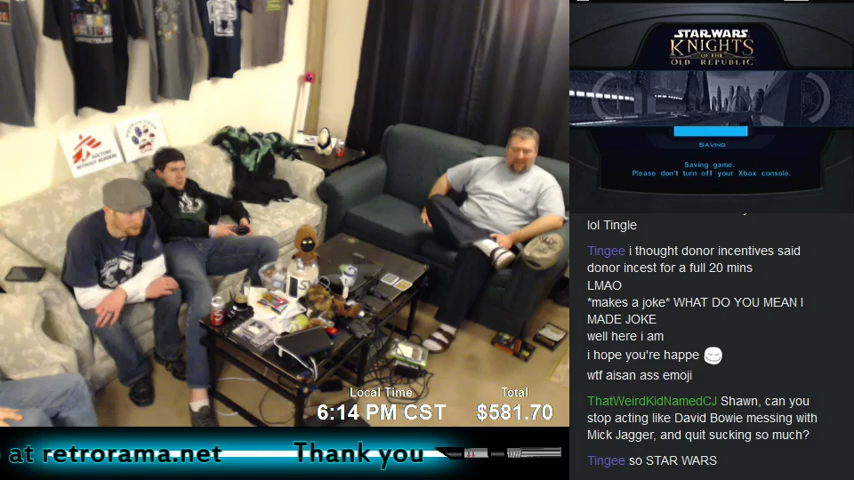 DOCTORS
WITHOUT BORDERS
STAR WARS
KNIGHTS
OF THE
OLD REPUBLIC
SAVING
Saving game.
Please don't turn off your Xbox console.
lol Tingle
Tingee i thought donor incentives said
donor incest for a full 20 mins
LMAO
*makes a joke* WHAT DO YOU MEAN I
MADE JOKE
well here i am
i hope you're happe
wtf aisan ass emoji
ThatWeirdKidNamedCJ Shawn, can you
stop acting like David Bowie messing with
Mick Jagger, and quit sucking so much?
Tingee so STAR WARS
Local Time
6:14 PM CST
Total
$581.70
at retrorama.net
Thank you